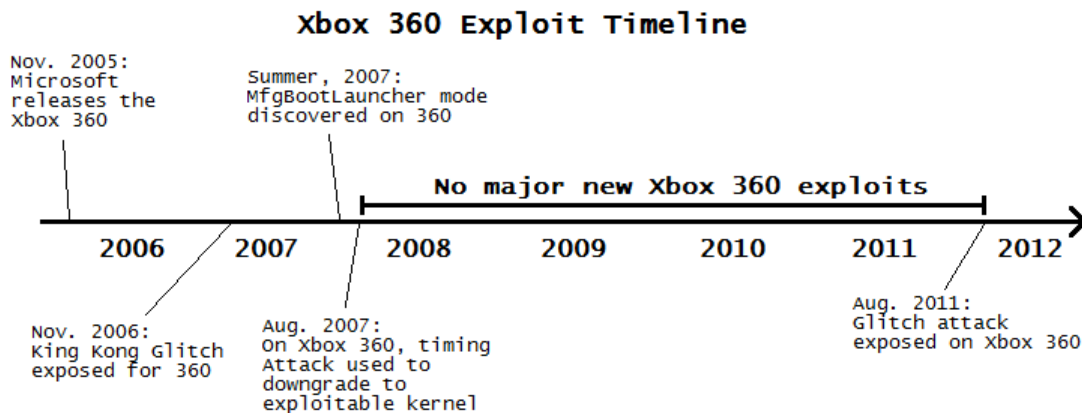 Xbox 360 Exploit Timeline
Nov. 2005:
Microsoft
releases the
Xbox 360
Summer, 2007:
MfgBootLauncher mode
discovered on 360
No major new Xbox 360 exploits
2006
2007
2008
2009
2010
2011
2012
Nov. 2006:
King Kong Glitch
exposed for 360
Aug. 2007:
On Xbox 360, timing
Attack used to
downgrade to
exploitable kernel
Aug. 2011:
Glitch attack
exposed on Xbox 360